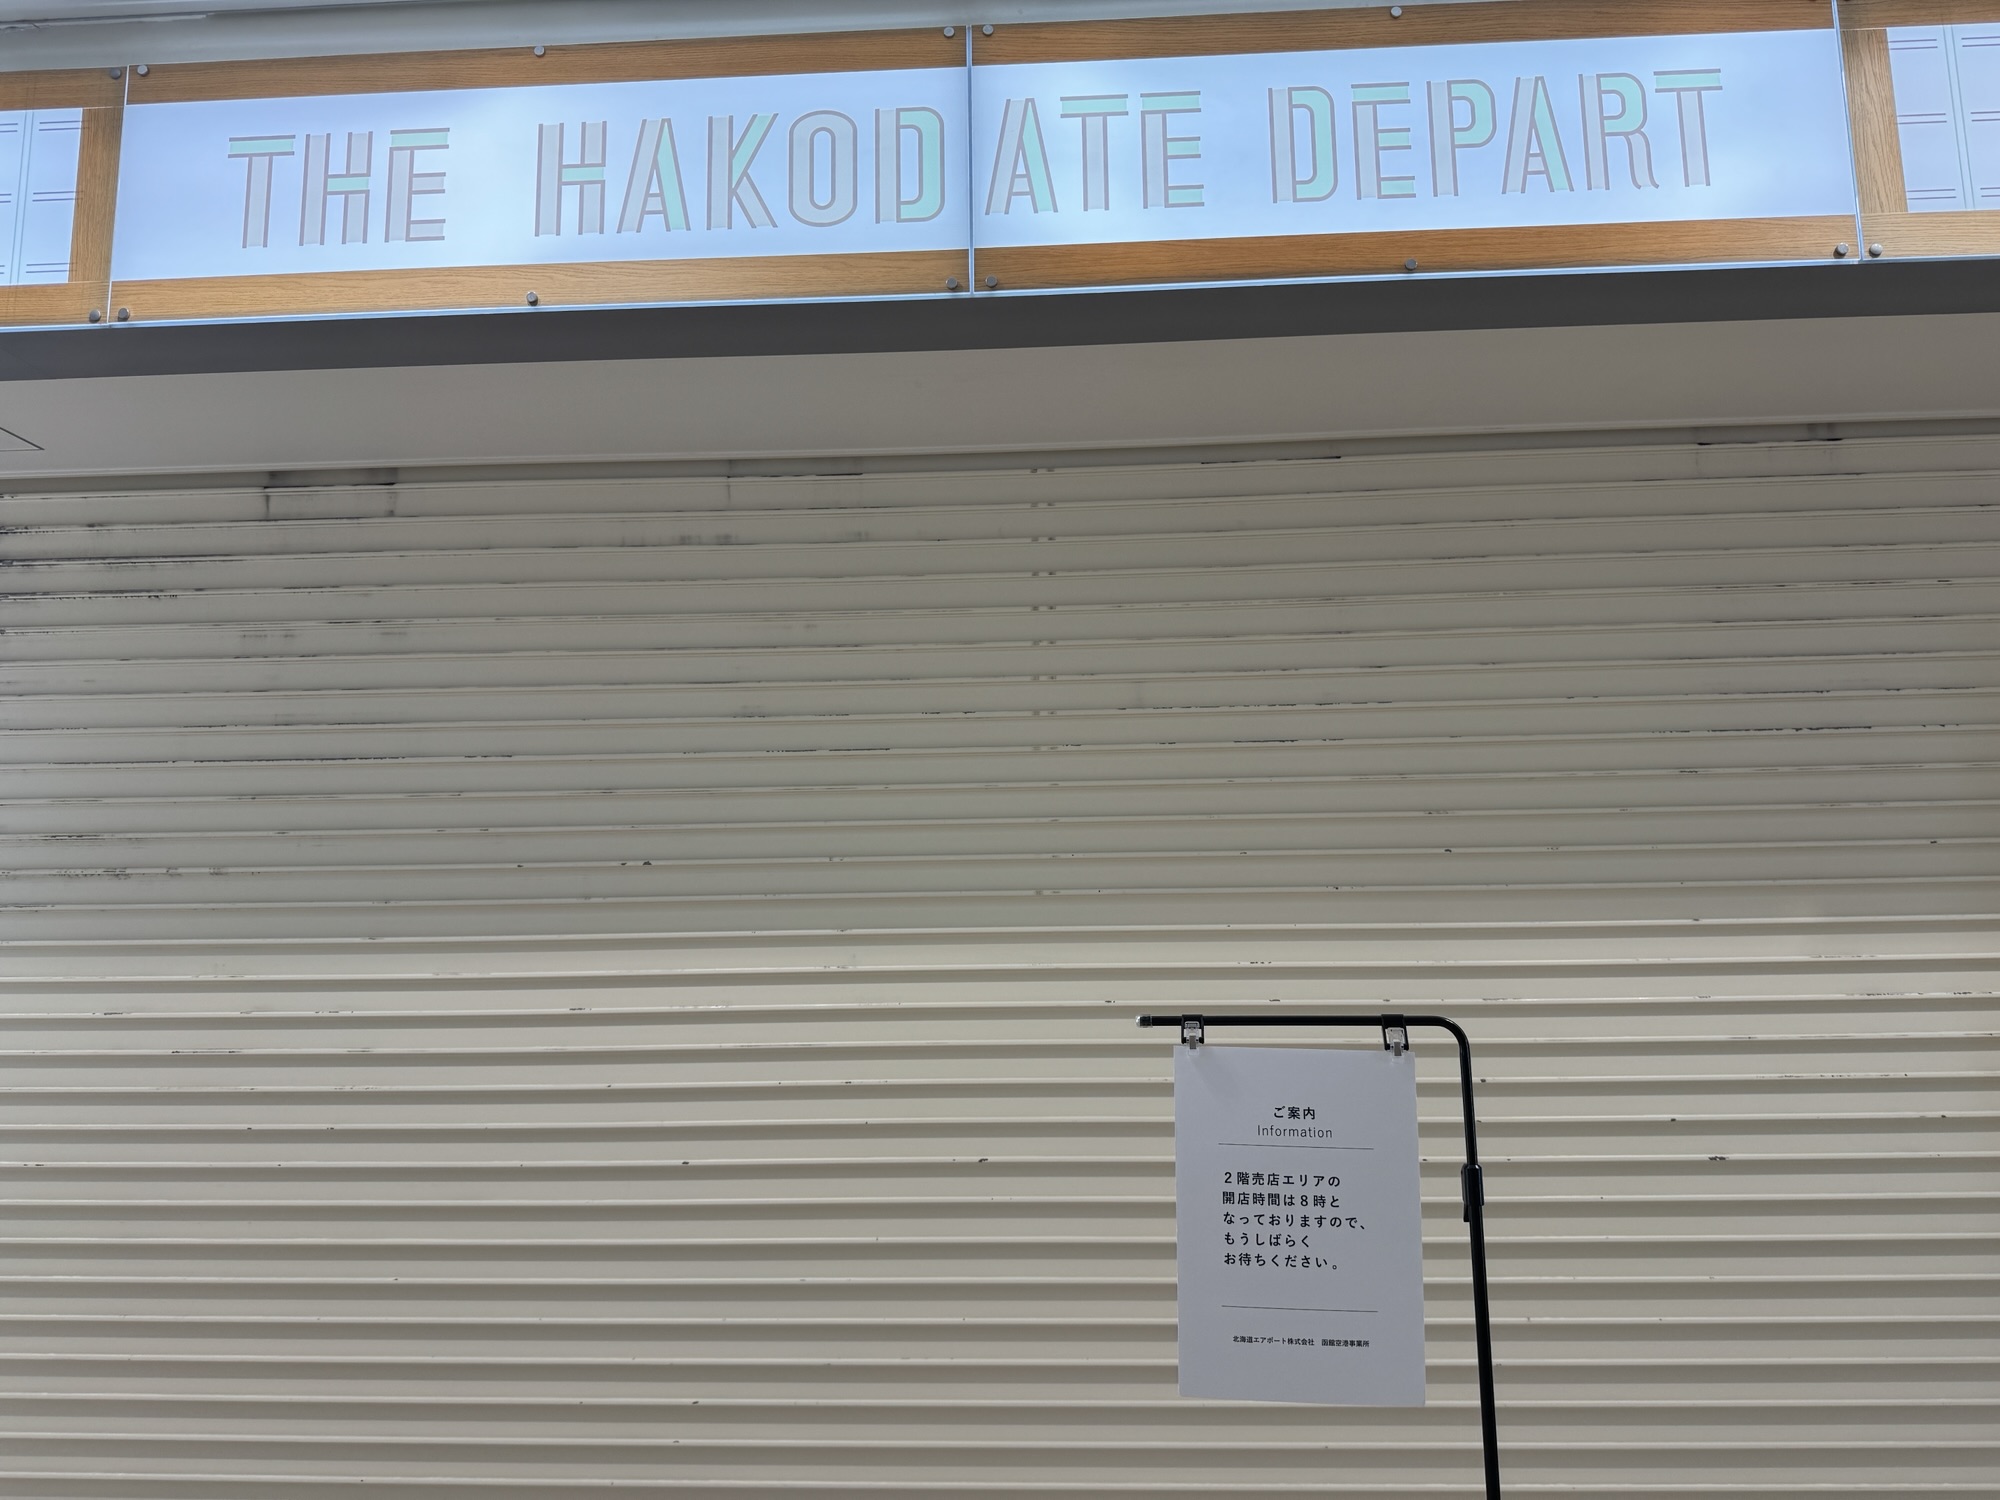 THE HAKODATE DEPART
ご案内
Information
2階売店エリアの
開店時間は8時と
なっておりますので、
もうしばらく
お待ちください。
北海道エアポート株式会社　函館空港事業所